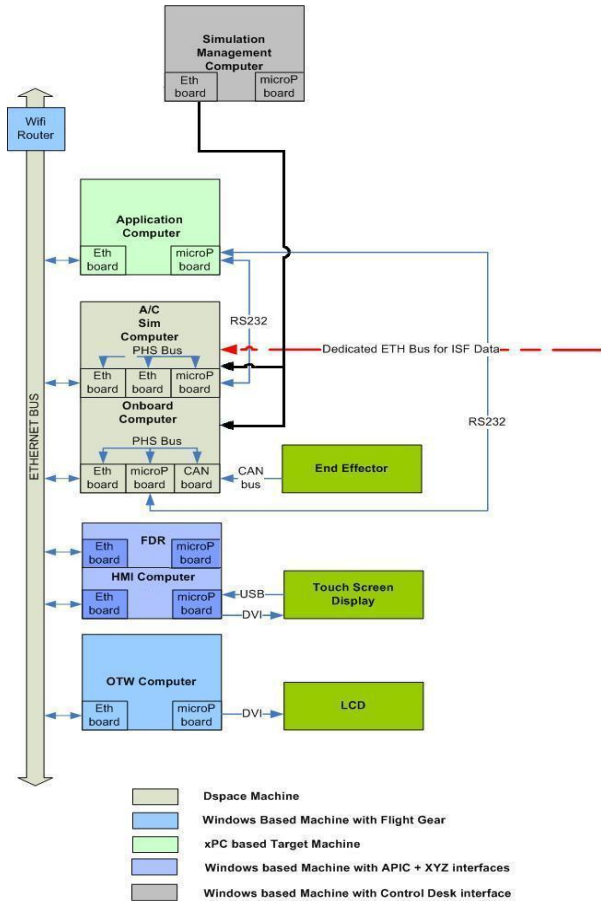 Simulation
Management
Computer
Eth
board
microP
board
Wifi
Router
Application
Computer
Eth
board
microP
board
RS232
A/C
Sim
Computer
PHS Bus
Eth
board
Eth
board
microP
board
Dedicated ETH Bus for ISF Data
Onboard
Computer
PHS Bus
Eth
board
microP
board
CAN
board
CAN
bus
End Effector
RS232
ETHERNET BUS
FDR
Eth
board
microP
board
HMI Computer
Eth
board
microP
board
USB
DVI
Touch Screen
Display
OTW Computer
Eth
board
microP
board
DVI
LCD
Dspace Machine
Windows Based Machine with Flight Gear
xPC based Target Machine
Windows based Machine with APIC + XYZ interfaces
Windows based Machine with Control Desk interface